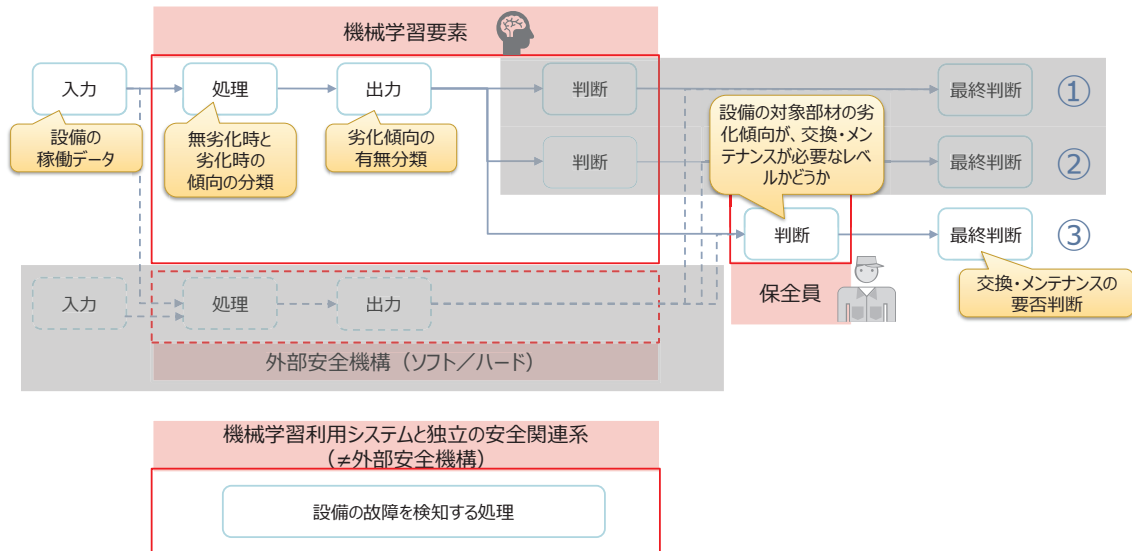 機械学習要素
入力
処理
出力
判断
最終判断
①
設備の
稼働データ
無劣化時と
劣化時の
傾向の分類
劣化傾向の
有無分類
設備の対象部材の劣
化傾向が、交換・メン
テナンスが必要なレベ
ルかどうか
判断
最終判断
②
判断
最終判断
③
保全員
交換・メンテナンスの
要否判断
入力
処理
出力
外部安全機構（ソフト／ハード）
機械学習利用システムと独立の安全関連系
（≠外部安全機構）
設備の故障を検知する処理